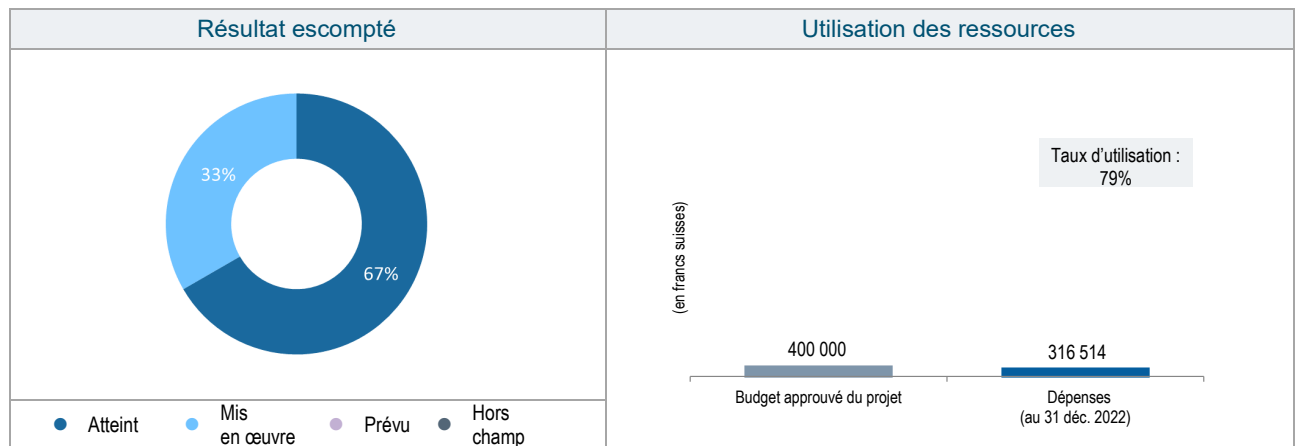 Résultat escompté
Utilisation des ressources
33%
67%
Atteint
Mis
en œuvre
Prévu
Hors
champ
Taux d’utilisation :
79%
(en francs suisses)
400 000
316 514
Budget approuvé du projet
Dépenses
(au 31 déc. 2022)